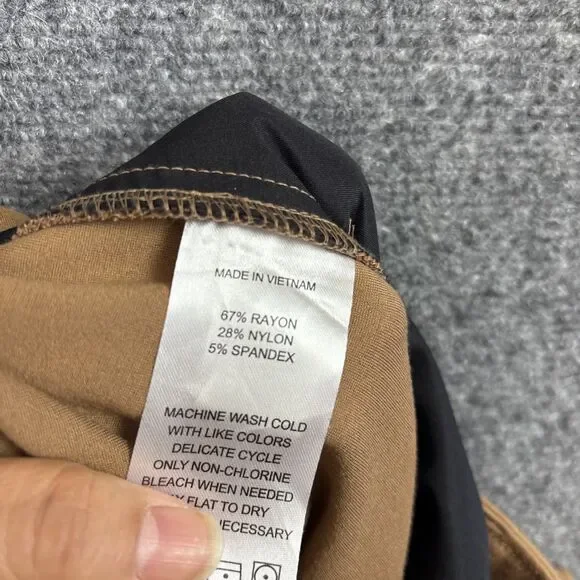 MADE IN VIETNAM
67% RAYON
28% NYLON
5% SPANDEX
MACHINE WASH COLD
WITH LIKE COLORS
DELICATE CYCLE
ONLY NON-CHLORINE
BLEACH WHEN NEEDED
FLAT TO DRY
NECESSARY